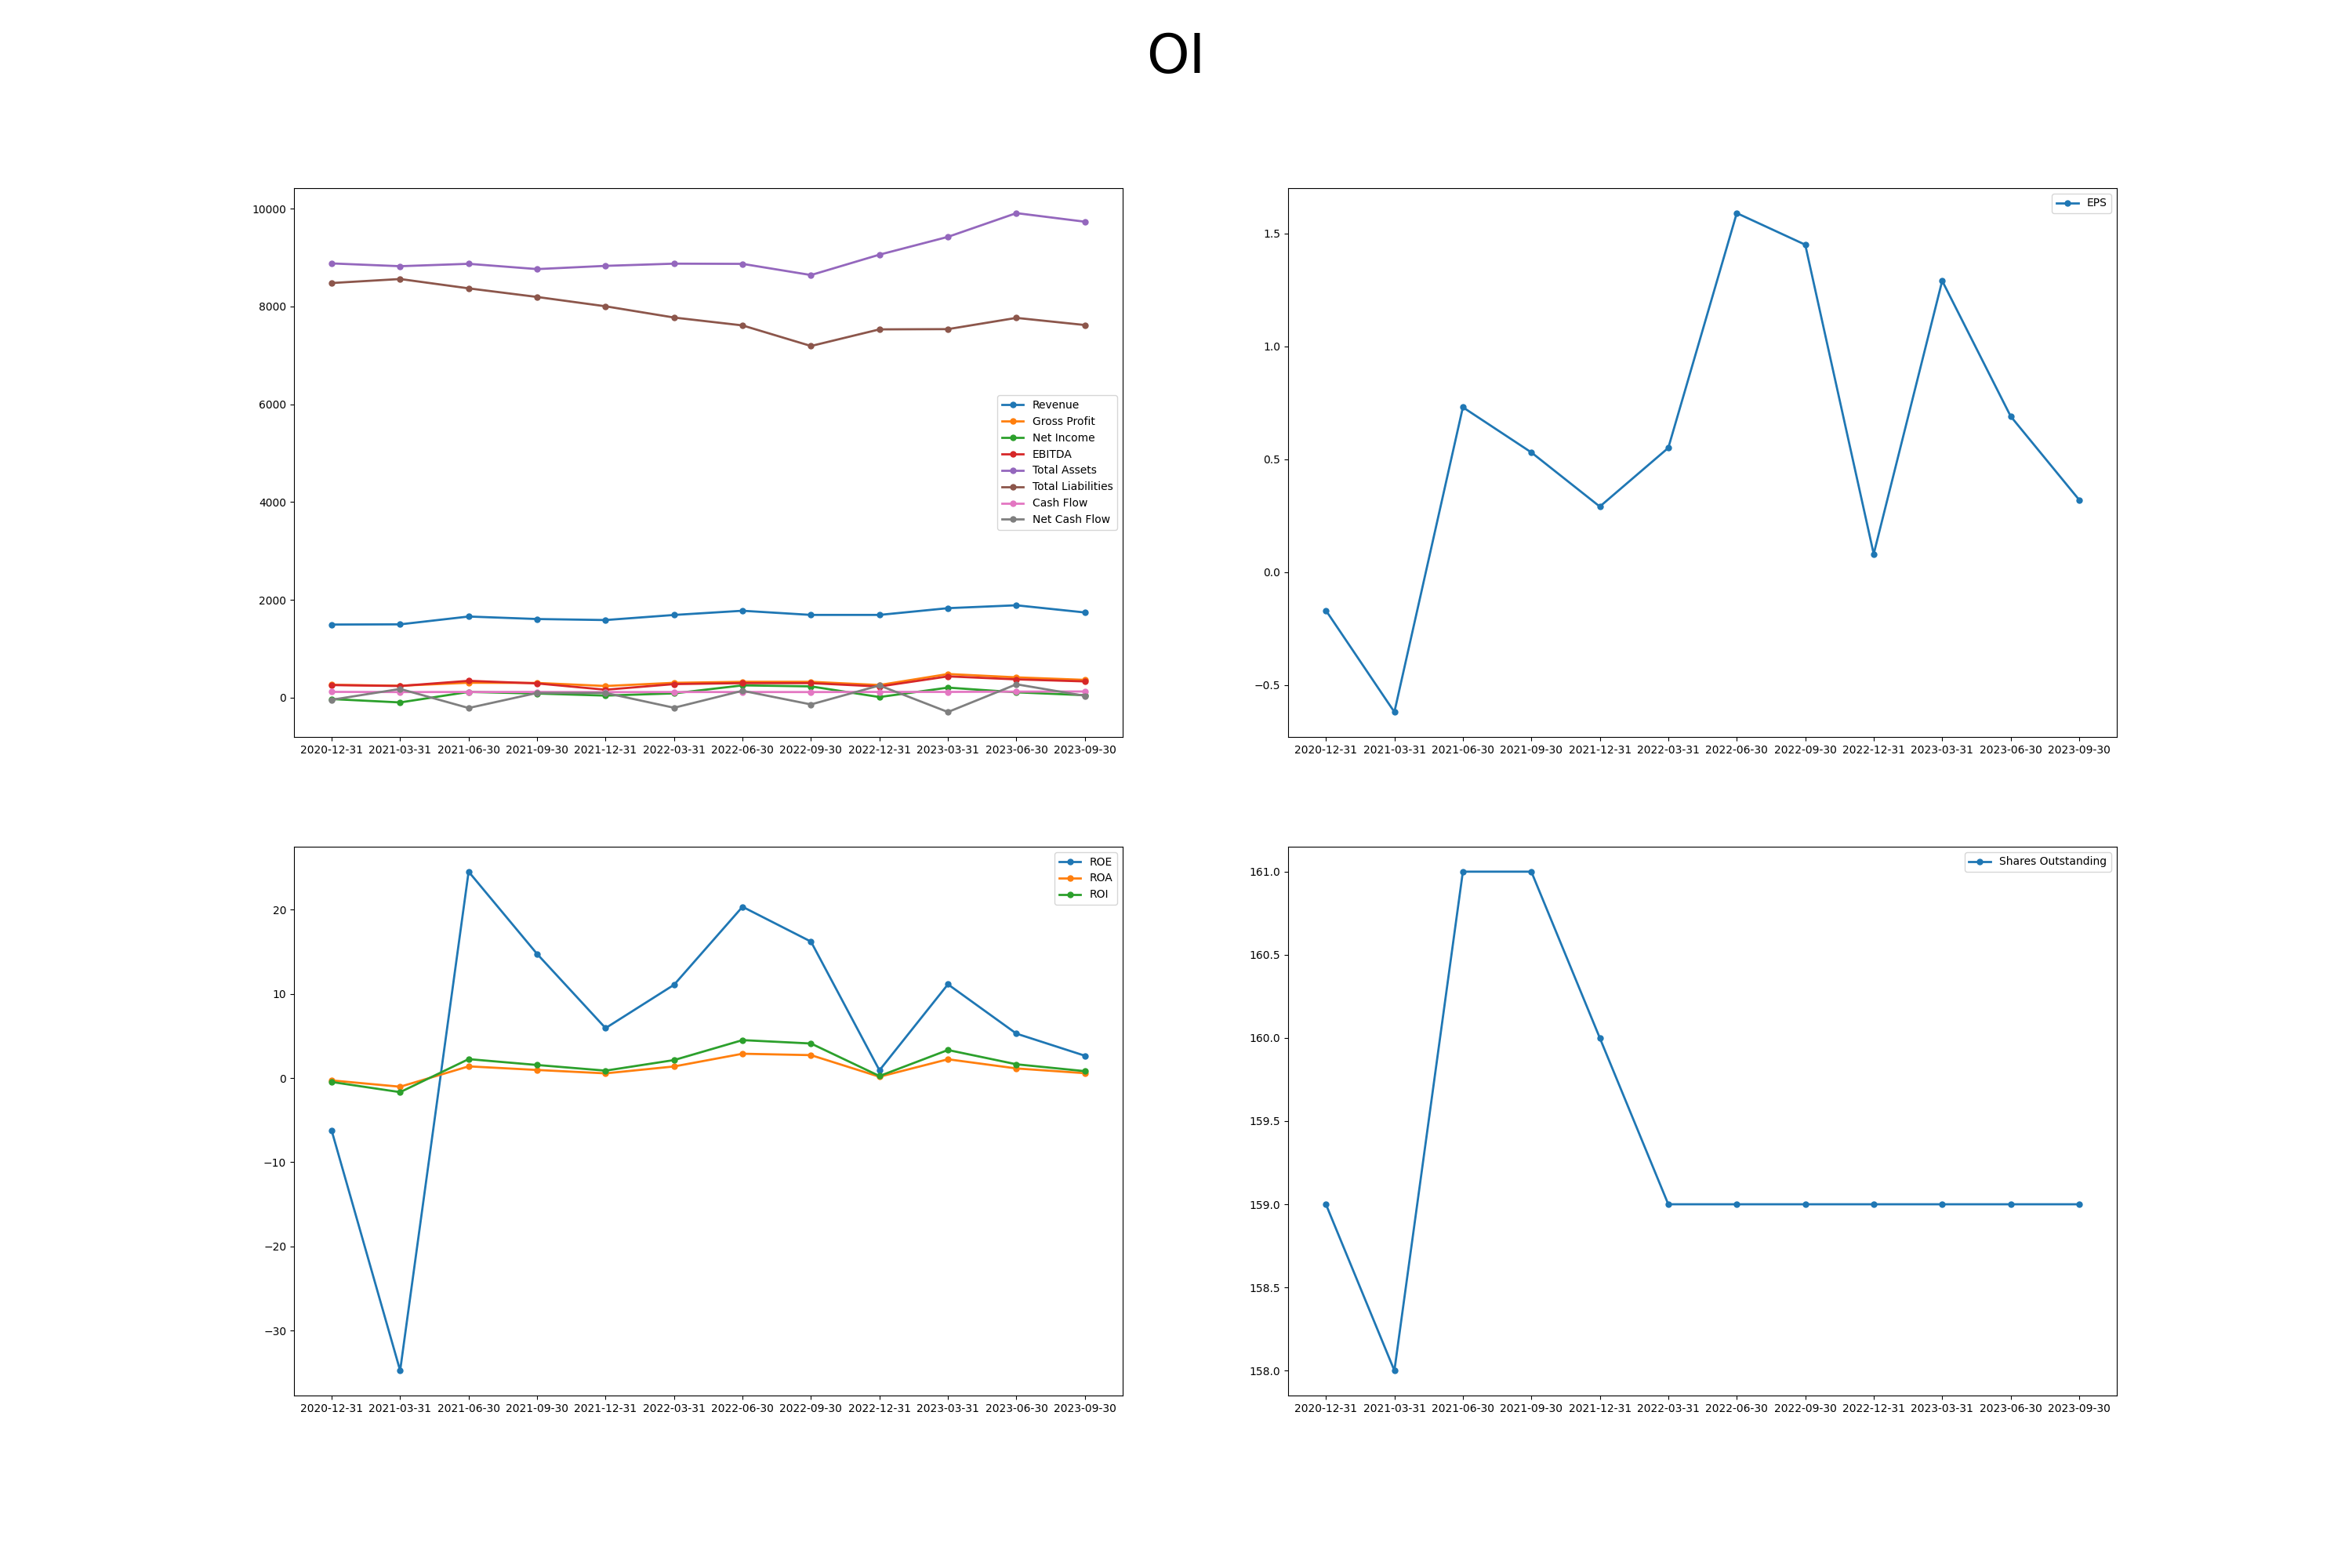 OI
10000
8000
6000
4000
2000
0
Revenue
Gross Profit
Net Income
EBITDA
Total Assets
Total Liabilities
Cash Flow
Net Cash Flow
2020-12-31 2021-03-31 2021-06-30 2021-09-30 2021-12-31 2022-03-31 2022-06-30 2022-09-30 2022-12-31 2023-03-31 2023-06-30 2023-09-30
EPS
1.5
1.0
0.5
0.0
−0.5
2020-12-31 2021-03-31 2021-06-30 2021-09-30 2021-12-31 2022-03-31 2022-06-30 2022-09-30 2022-12-31 2023-03-31 2023-06-30 2023-09-30
ROE
ROA
ROI
20
10
0
−10
−20
−30
2020-12-31 2021-03-31 2021-06-30 2021-09-30 2021-12-31 2022-03-31 2022-06-30 2022-09-30 2022-12-31 2023-03-31 2023-06-30 2023-09-30
Shares Outstanding
161.0
160.5
160.0
159.5
159.0
158.5
158.0
2020-12-31 2021-03-31 2021-06-30 2021-09-30 2021-12-31 2022-03-31 2022-06-30 2022-09-30 2022-12-31 2023-03-31 2023-06-30 2023-09-30